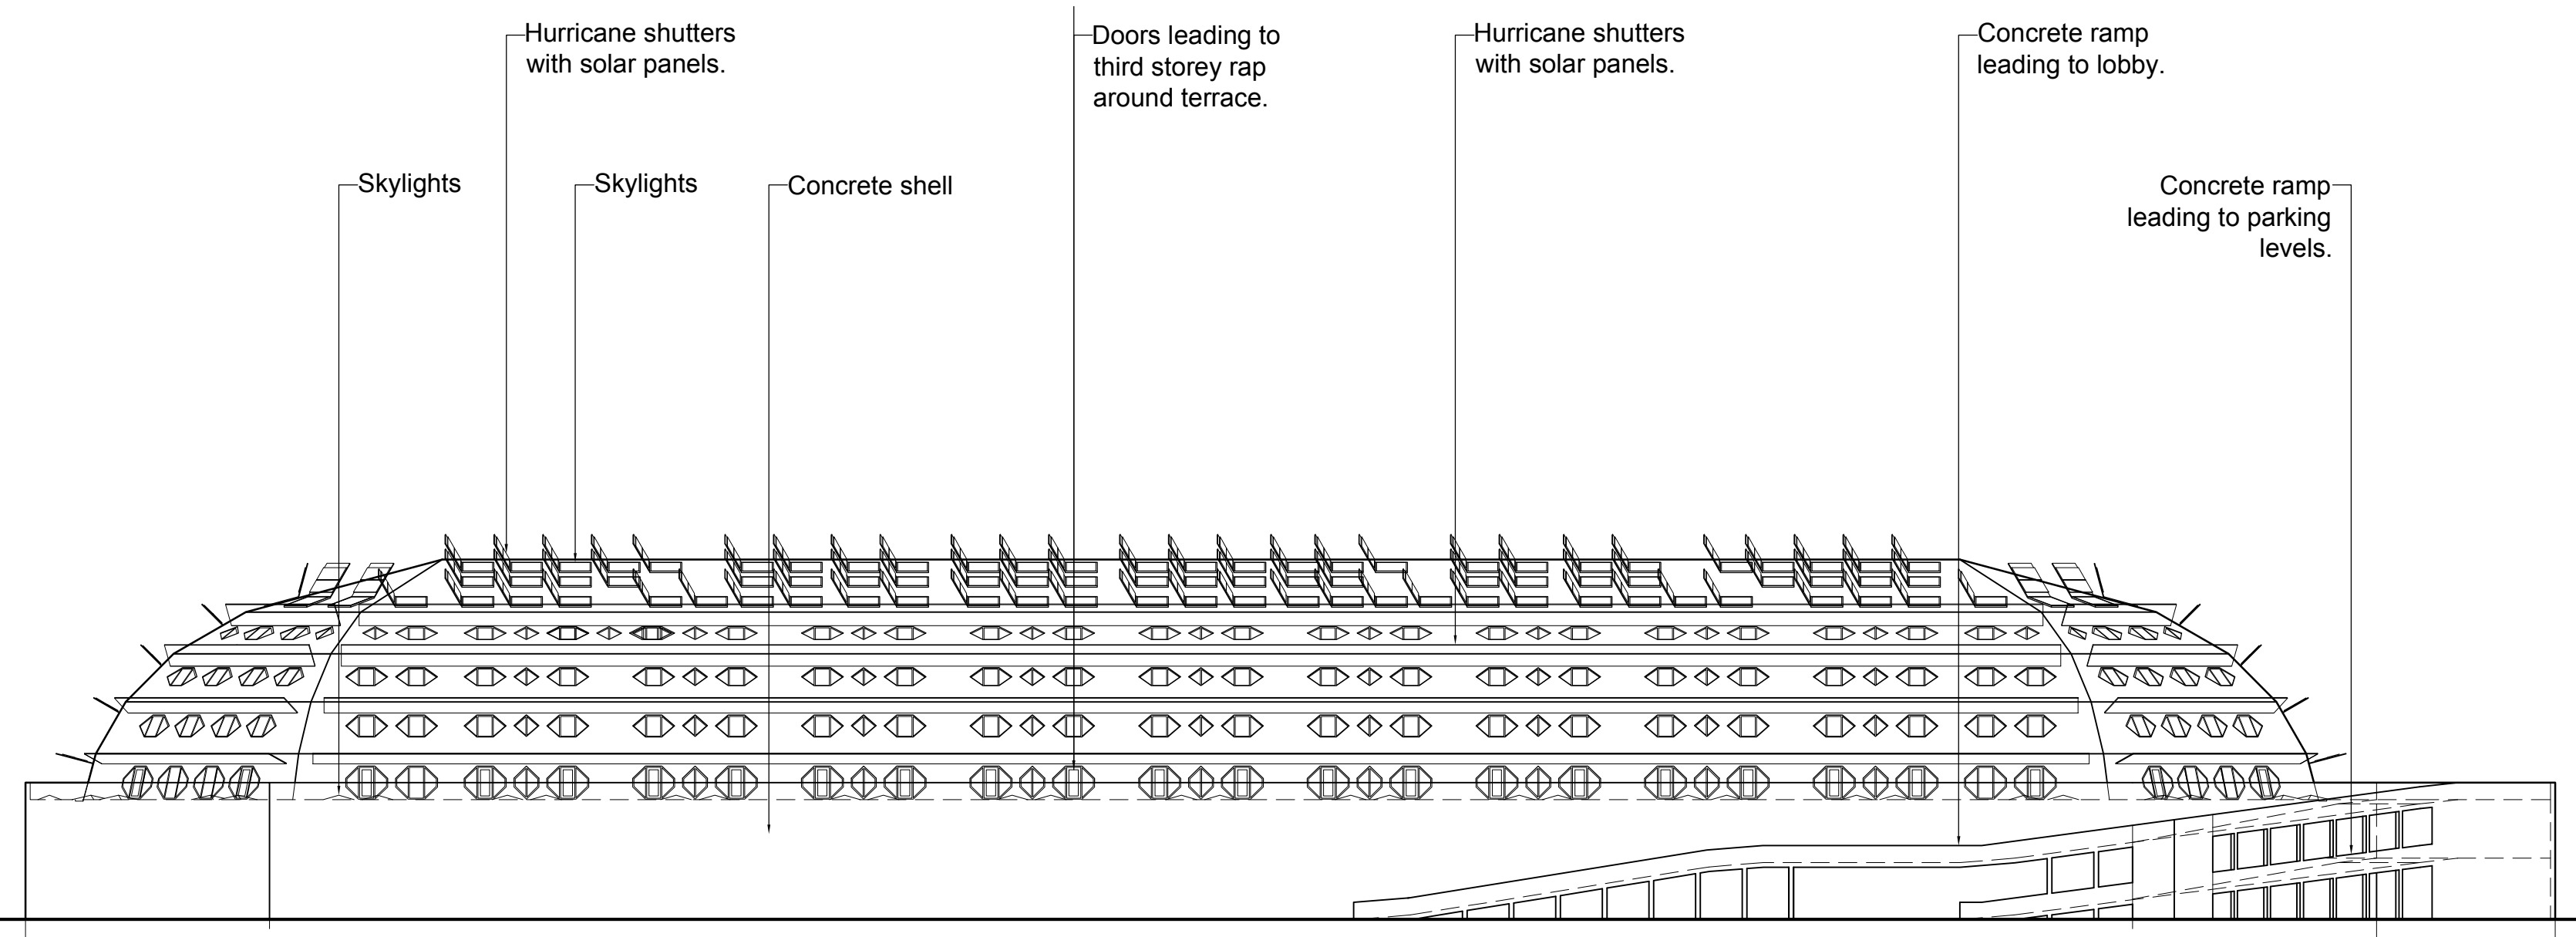 Hurricane shutters
with solar panels.
Doors leading to
third storey rap
around terrace.
Hurricane shutters
with solar panels.
Concrete ramp
leading to lobby.
Skylights
Skylights
Concrete shell
Concrete ramp
leading to parking
levels.